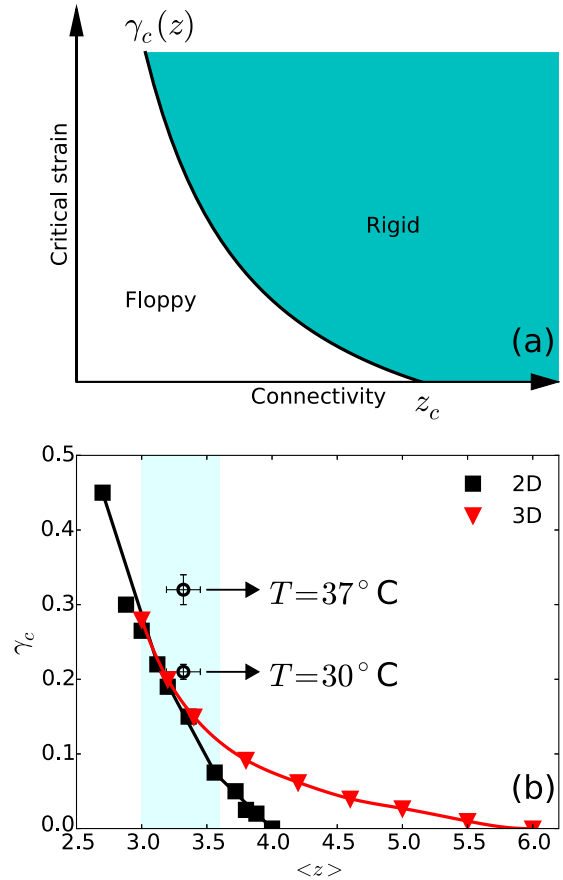 γc(z)
Critical strain
Rigid
Floppy
(a)
Connectivity
zc
0.5
0.4
0.3
0.2
0.1
0.0
γc
2D
3D
T=37°C
T=30°C
(b)
2.5 3.0 3.5 4.0 4.5 5.0 5.5 6.0
<z>